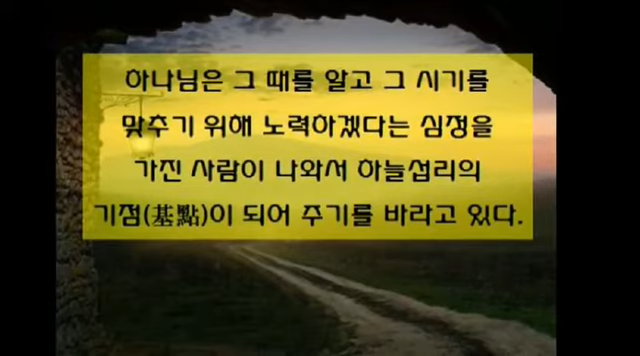 하나님은 그 때를 알고 그 시기를
맞추기 위해 노력하겠다는 심정을
가진 사람이 나와서 하늘섭리의
기점(基點)이 되어 주기를 바라고 있다.